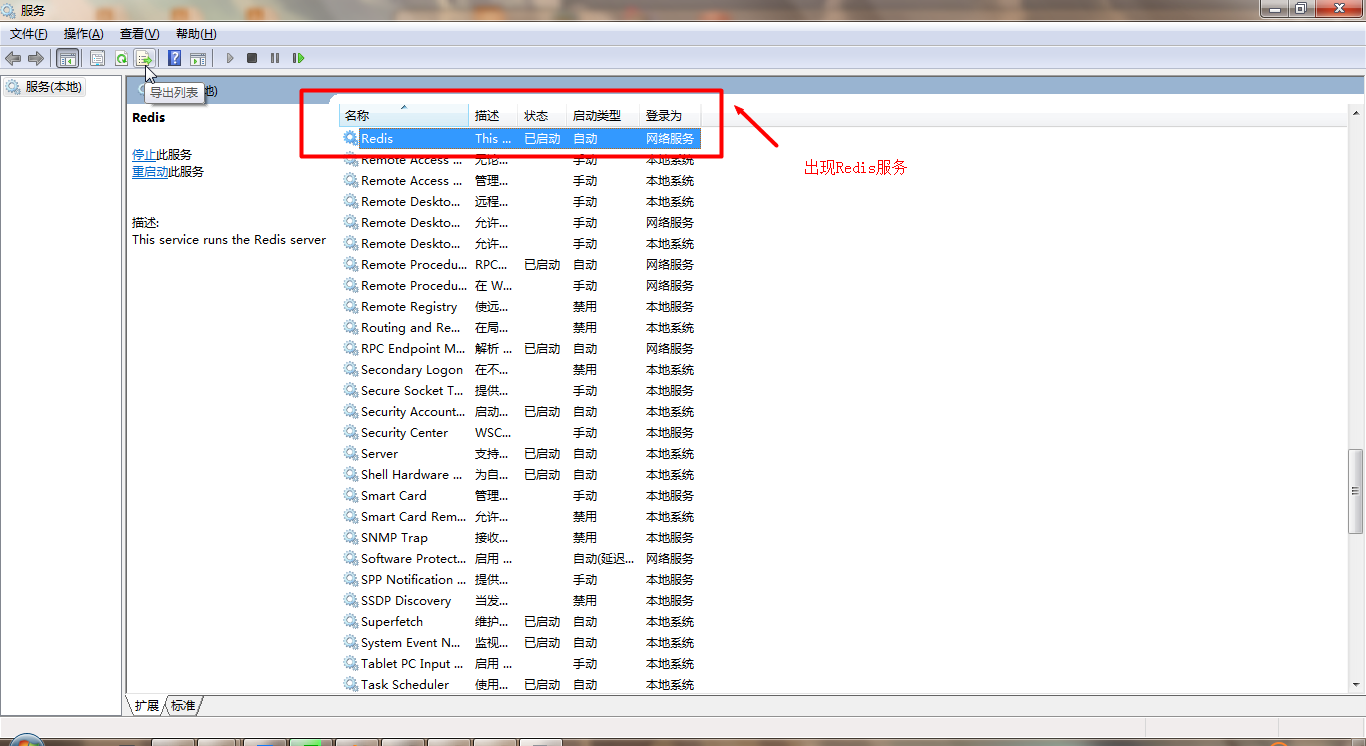 服务
文件(F) 操作(A) 查看(V) 帮助(H)
服务(本地)
导出列表
地)
Redis
停止此服务
重启动此服务
描述:
This service runs the Redis server
名称 描述 状态 启动类型 登录为
Redis This ... 已启动 自动 网络服务
Remote Access ... 无论... 手动 本地系统
Remote Access ... 管理... 手动 本地系统
Remote Deskto... 远程... 手动 本地系统
Remote Deskto... 允许... 手动 网络服务
Remote Deskto... 允许... 手动 本地系统
Remote Procedu... RPC... 已启动 自动 网络服务
Remote Procedu... 在 W... 手动 网络服务
Remote Registry 使远... 禁用 本地服务
Routing and Re... 在局... 禁用 本地系统
RPC Endpoint M... 解析 ... 已启动 自动 网络服务
Secondary Logon 在不... 禁用 本地系统
Secure Socket T... 提供... 手动 本地服务
Security Account... 启动... 已启动 自动 本地系统
Security Center WSC... 手动 本地服务
Server 支持... 已启动 自动 本地系统
Shell Hardware ... 为自... 已启动 自动 本地系统
Smart Card 管理... 手动 本地服务
Smart Card Rem... 允许... 禁用 本地系统
SNMP Trap 接收... 禁用 本地服务
Software Protect... 启用 ... 自动(延迟... 网络服务
SPP Notification ... 提供... 手动 本地服务
SSDP Discovery 当发... 禁用 本地服务
Superfetch 维护... 已启动 自动 本地系统
System Event N... 监视... 已启动 自动 本地系统
Tablet PC Input ... 启用 ... 手动 本地系统
Task Scheduler 使用... 已启动 自动 本地系统
出现Redis服务
扩展 标准